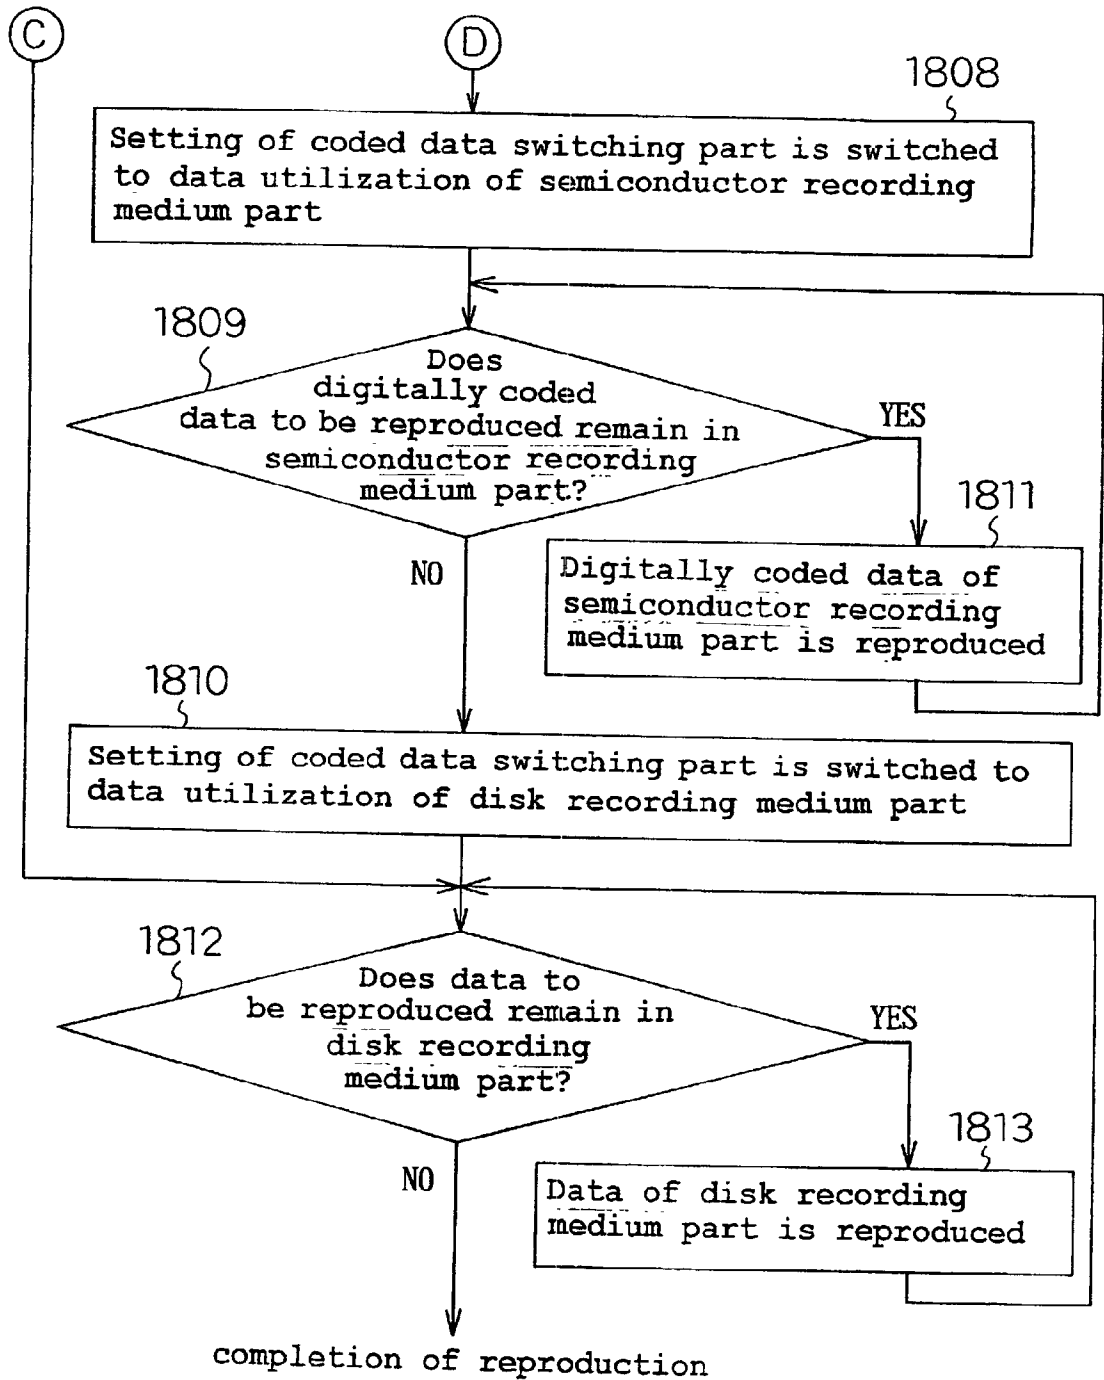 C
D
1808
Setting of coded data switching part is switched
to data utilization of semiconductor recording
medium part
1809
Does
digitally coded
data to be reproduced remain in
semiconductor recording
medium part?
YES
NO
1811
Digitally coded data of
semiconductor recording
medium part is reproduced
1810
Setting of coded data switching part is switched to
data utilization of disk recording medium part
1812
Does data to
be reproduced remain in
disk recording
medium part?
YES
NO
1813
Data of disk recording
medium part is reproduced
completion of reproduction